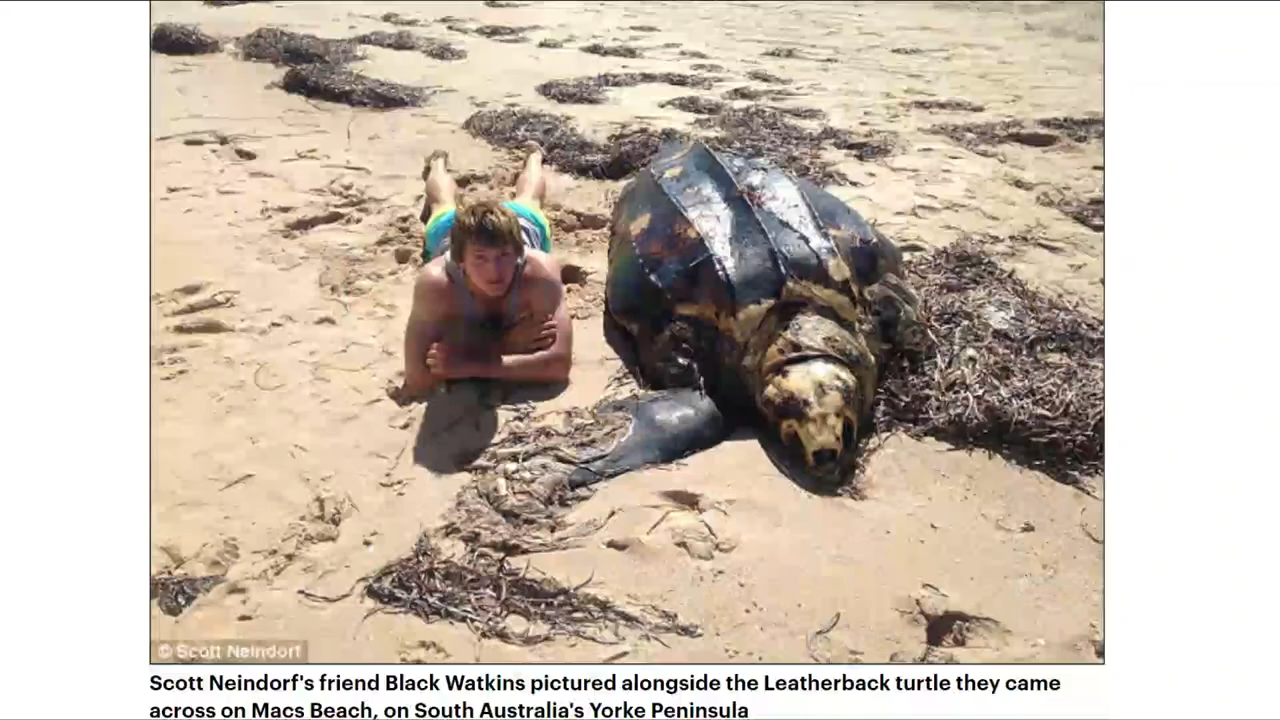 © Scott Neindorf
Scott Neindorf's friend Black Watkins pictured alongside the Leatherback turtle they came
across on Macs Beach, on South Australia's Yorke Peninsula